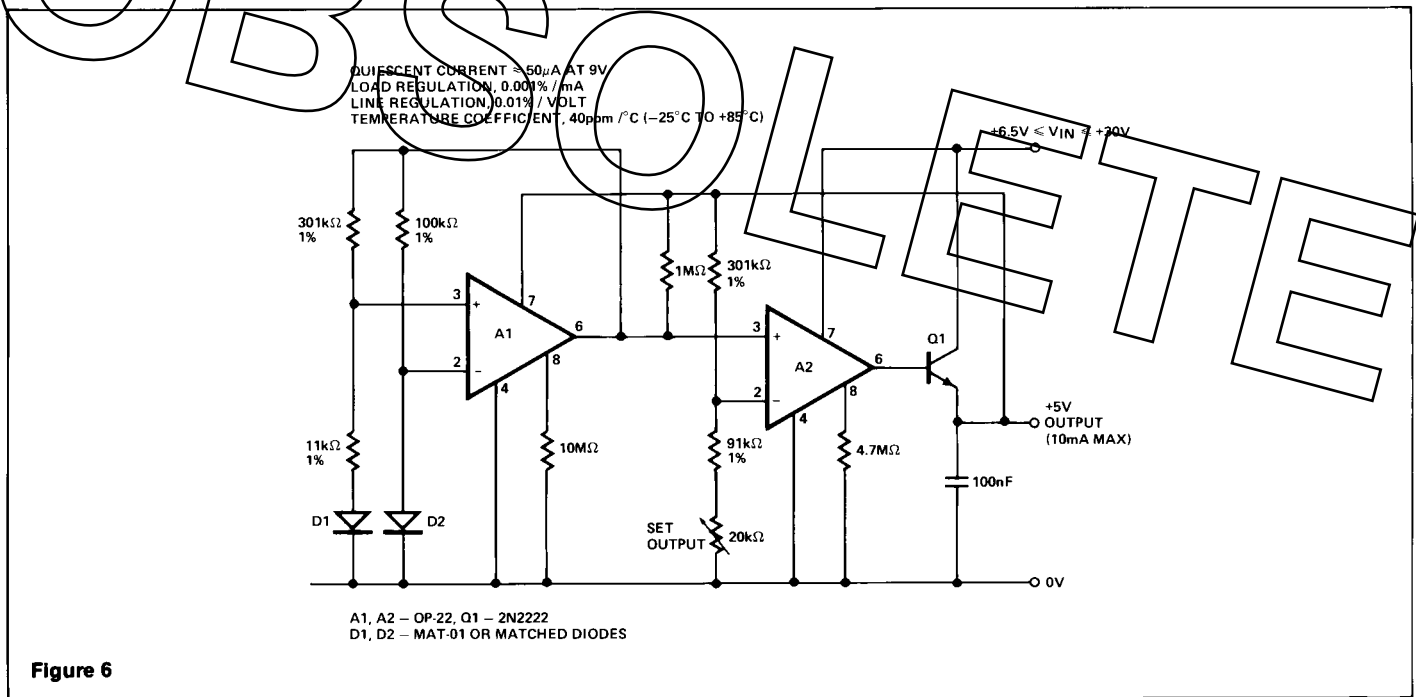 OBSOLETE
QUIESCENT CURRENT ≈ 50μA AT 9V
LOAD REGULATION, 0.001% / mA
LINE REGULATION, 0.01% / VOLT
TEMPERATURE COEFFICIENT, 40ppm /°C (−25°C TO +85°C)
+6.5V ≤ VIN ≤ +30V
301kΩ
1%
100kΩ
1%
1MΩ
301kΩ
1%
3
+
7
A1
6
8
2
−
4
3
+
7
A2
6
8
2
−
4
Q1
+5V
OUTPUT
(10mA MAX)
11kΩ
1%
10MΩ
91kΩ
1%
4.7MΩ
100nF
D1
D2
SET
OUTPUT
20kΩ
0V
A1, A2 – OP-22, Q1 – 2N2222
D1, D2 – MAT-01 OR MATCHED DIODES
Figure 6